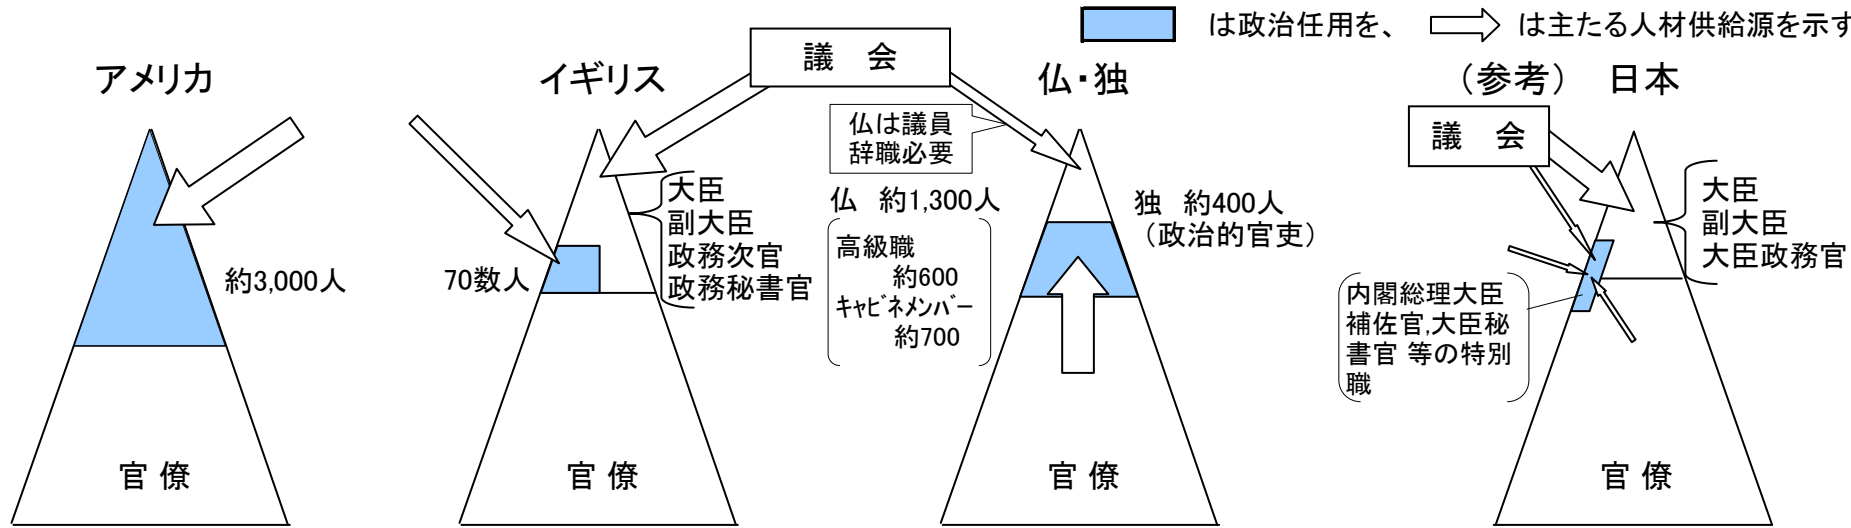 は政治任用を、 は主たる人材供給源を示す
アメリカ
約3,000人
官 僚
イギリス
議 会
70数人
大臣
副大臣
政務次官
政務秘書官
官 僚
仏・独
仏は議員
辞職必要
仏 約1,300人
高級職
約600
キャビネメンバー
約700
独 約400人
（政治的官吏）
官 僚
（参考） 日本
議 会
大臣
副大臣
大臣政務官
内閣総理大臣
補佐官,大臣秘
書官 等の特別
職
官 僚